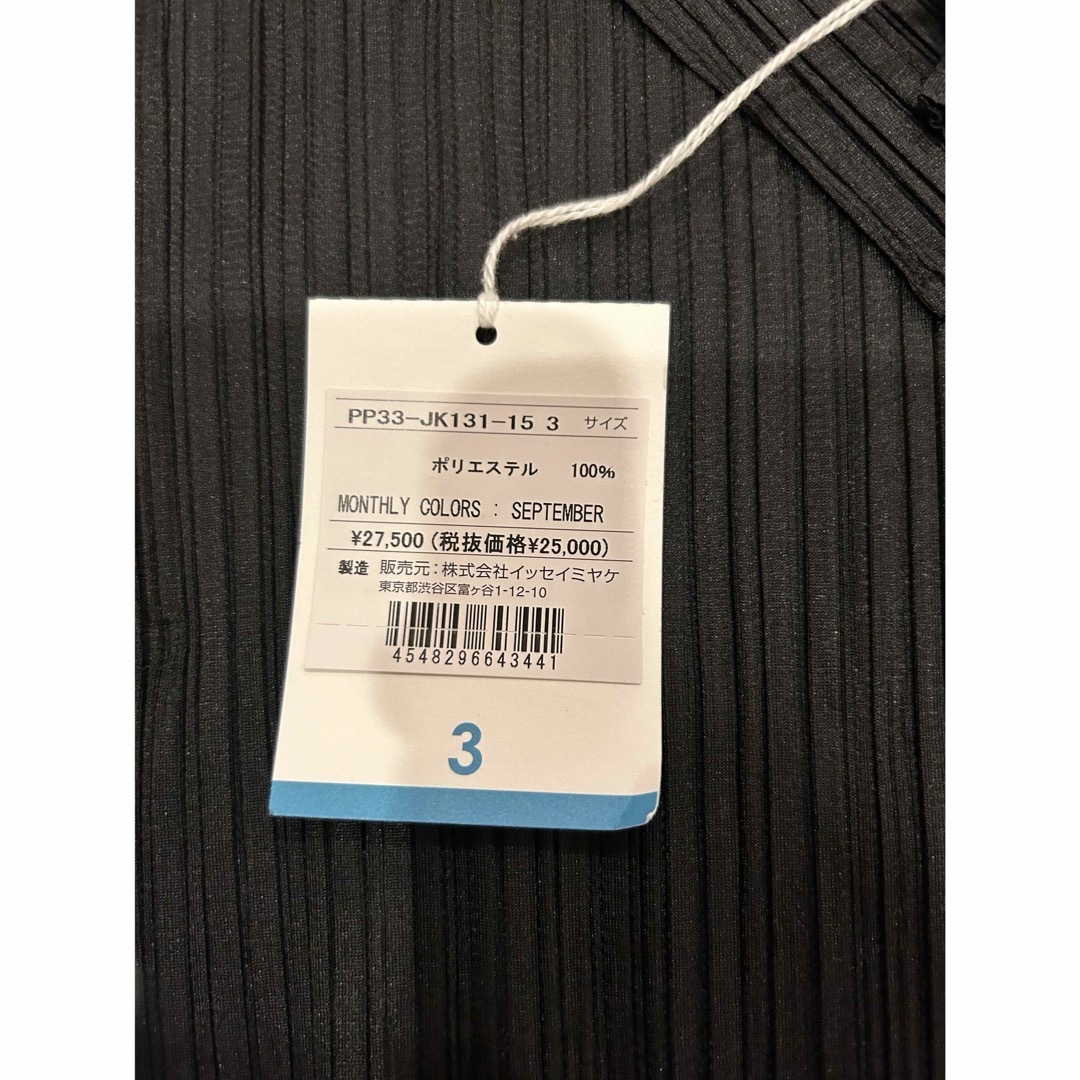 PP33-JK131-15 3 サイズ
ポリエステル 100%
MONTHLY COLORS : SEPTEMBER
¥27,500 (税抜価格¥25,000)
製造 販売元:株式会社イッセイミヤケ
東京都渋谷区富ヶ谷1-12-10
4548296643441
3